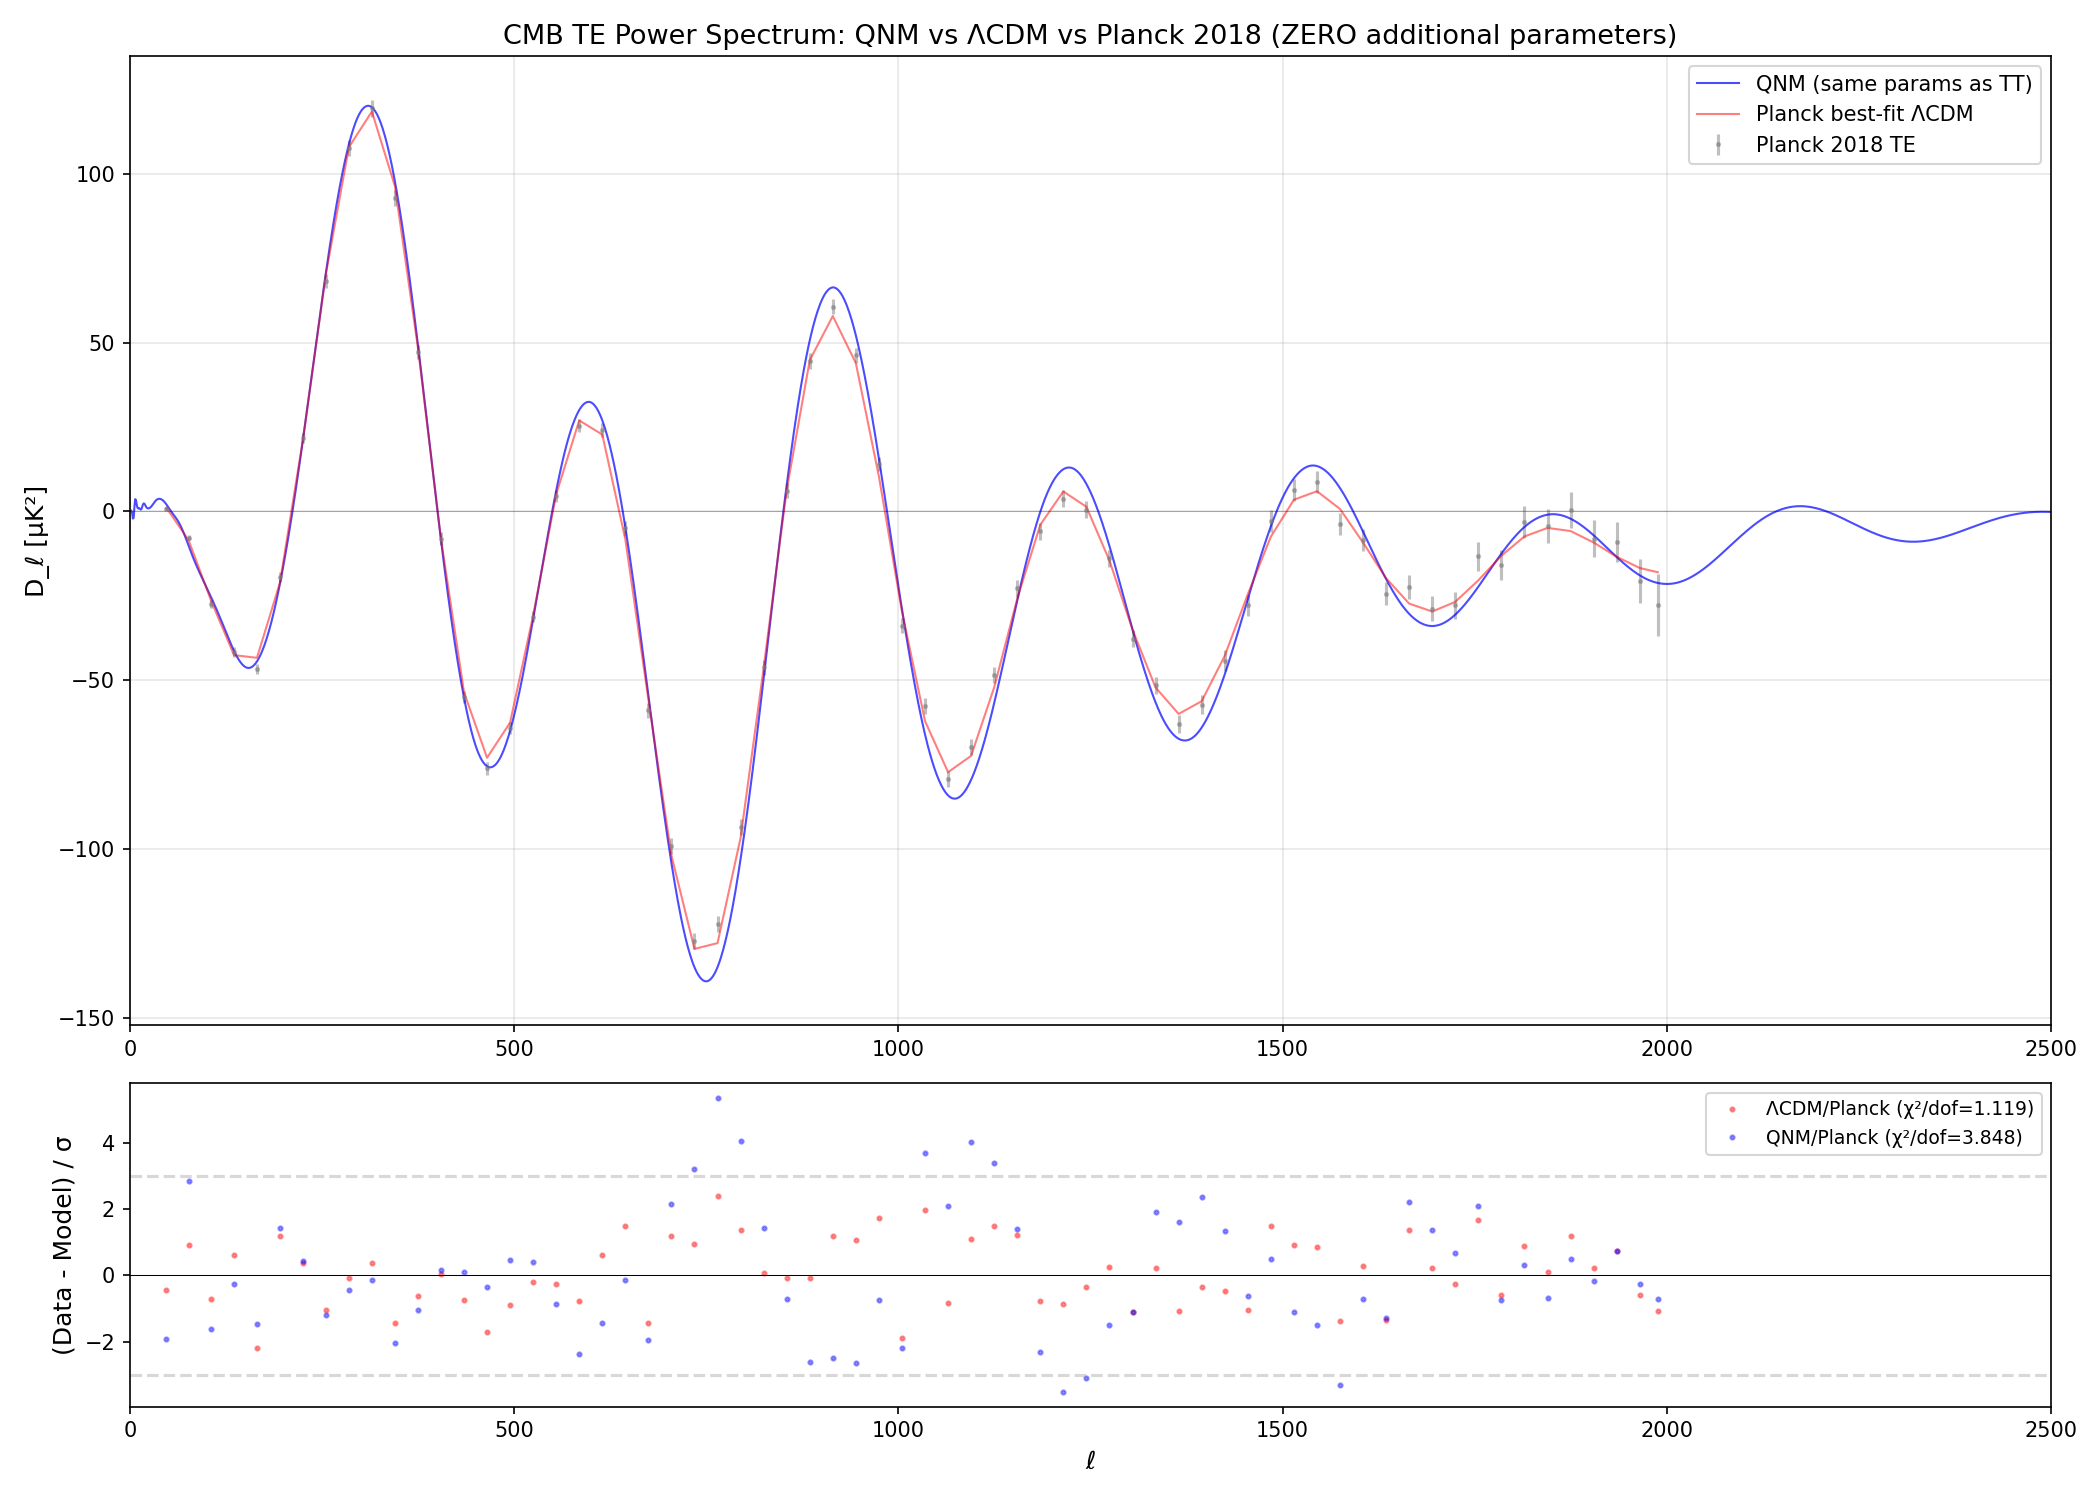 CMB TE Power Spectrum: QNM vs ΛCDM vs Planck 2018 (ZERO additional parameters)
QNM (same params as TT)
Planck best-fit ΛCDM
Planck 2018 TE
D_ℓ [μK²]
100
50
0
−50
−100
−150
0
500
1000
1500
2000
2500
ΛCDM/Planck (χ²/dof=1.119)
QNM/Planck (χ²/dof=3.848)
(Data - Model) / σ
4
2
0
−2
0
500
1000
1500
2000
2500
ℓ